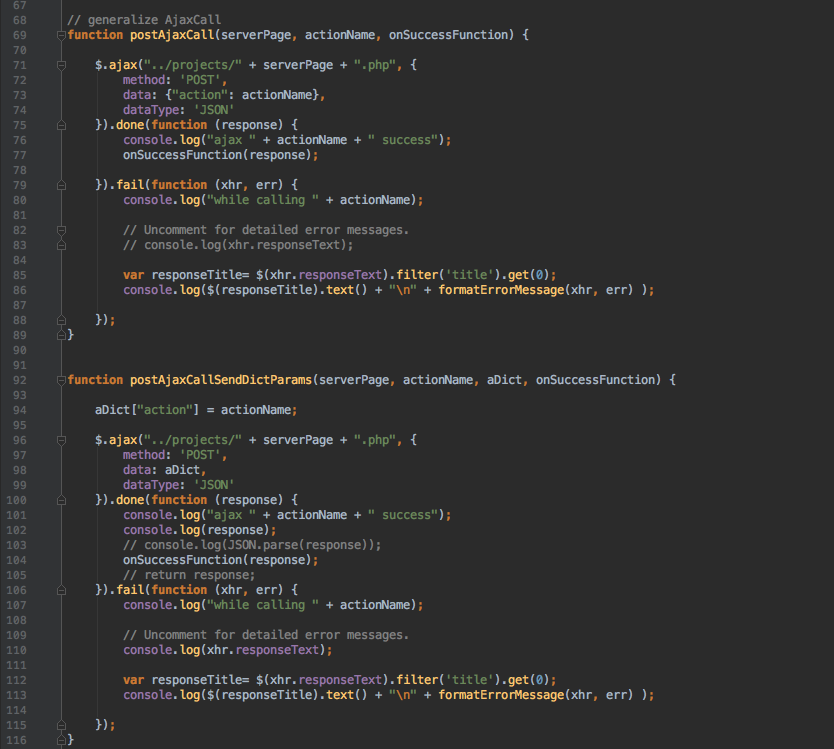 67
68 // generalize AjaxCall
69 function postAjaxCall(serverPage, actionName, onSuccessFunction) {
70
71     $.ajax("../projects/" + serverPage + ".php", {
72         method: 'POST',
73         data: {"action": actionName},
74         dataType: 'JSON'
75     }).done(function (response) {
76         console.log("ajax " + actionName + " success");
77         onSuccessFunction(response);
78
79     }).fail(function (xhr, err) {
80         console.log("while calling " + actionName);
81
82         // Uncomment for detailed error messages.
83         // console.log(xhr.responseText);
84
85         var responseTitle= $(xhr.responseText).filter('title').get(0);
86         console.log($(responseTitle).text() + "\n" + formatErrorMessage(xhr, err) );
87
88     });
89 }
90
91
92 function postAjaxCallSendDictParams(serverPage, actionName, aDict, onSuccessFunction) {
93
94     aDict["action"] = actionName;
95
96     $.ajax("../projects/" + serverPage + ".php", {
97         method: 'POST',
98         data: aDict,
99         dataType: 'JSON'
100     }).done(function (response) {
101         console.log("ajax " + actionName + " success");
102         console.log(response);
103         // console.log(JSON.parse(response));
104         onSuccessFunction(response);
105         // return response;
106     }).fail(function (xhr, err) {
107         console.log("while calling " + actionName);
108
109         // Uncomment for detailed error messages.
110         console.log(xhr.responseText);
111
112         var responseTitle= $(xhr.responseText).filter('title').get(0);
113         console.log($(responseTitle).text() + "\n" + formatErrorMessage(xhr, err) );
114
115     });
116 }